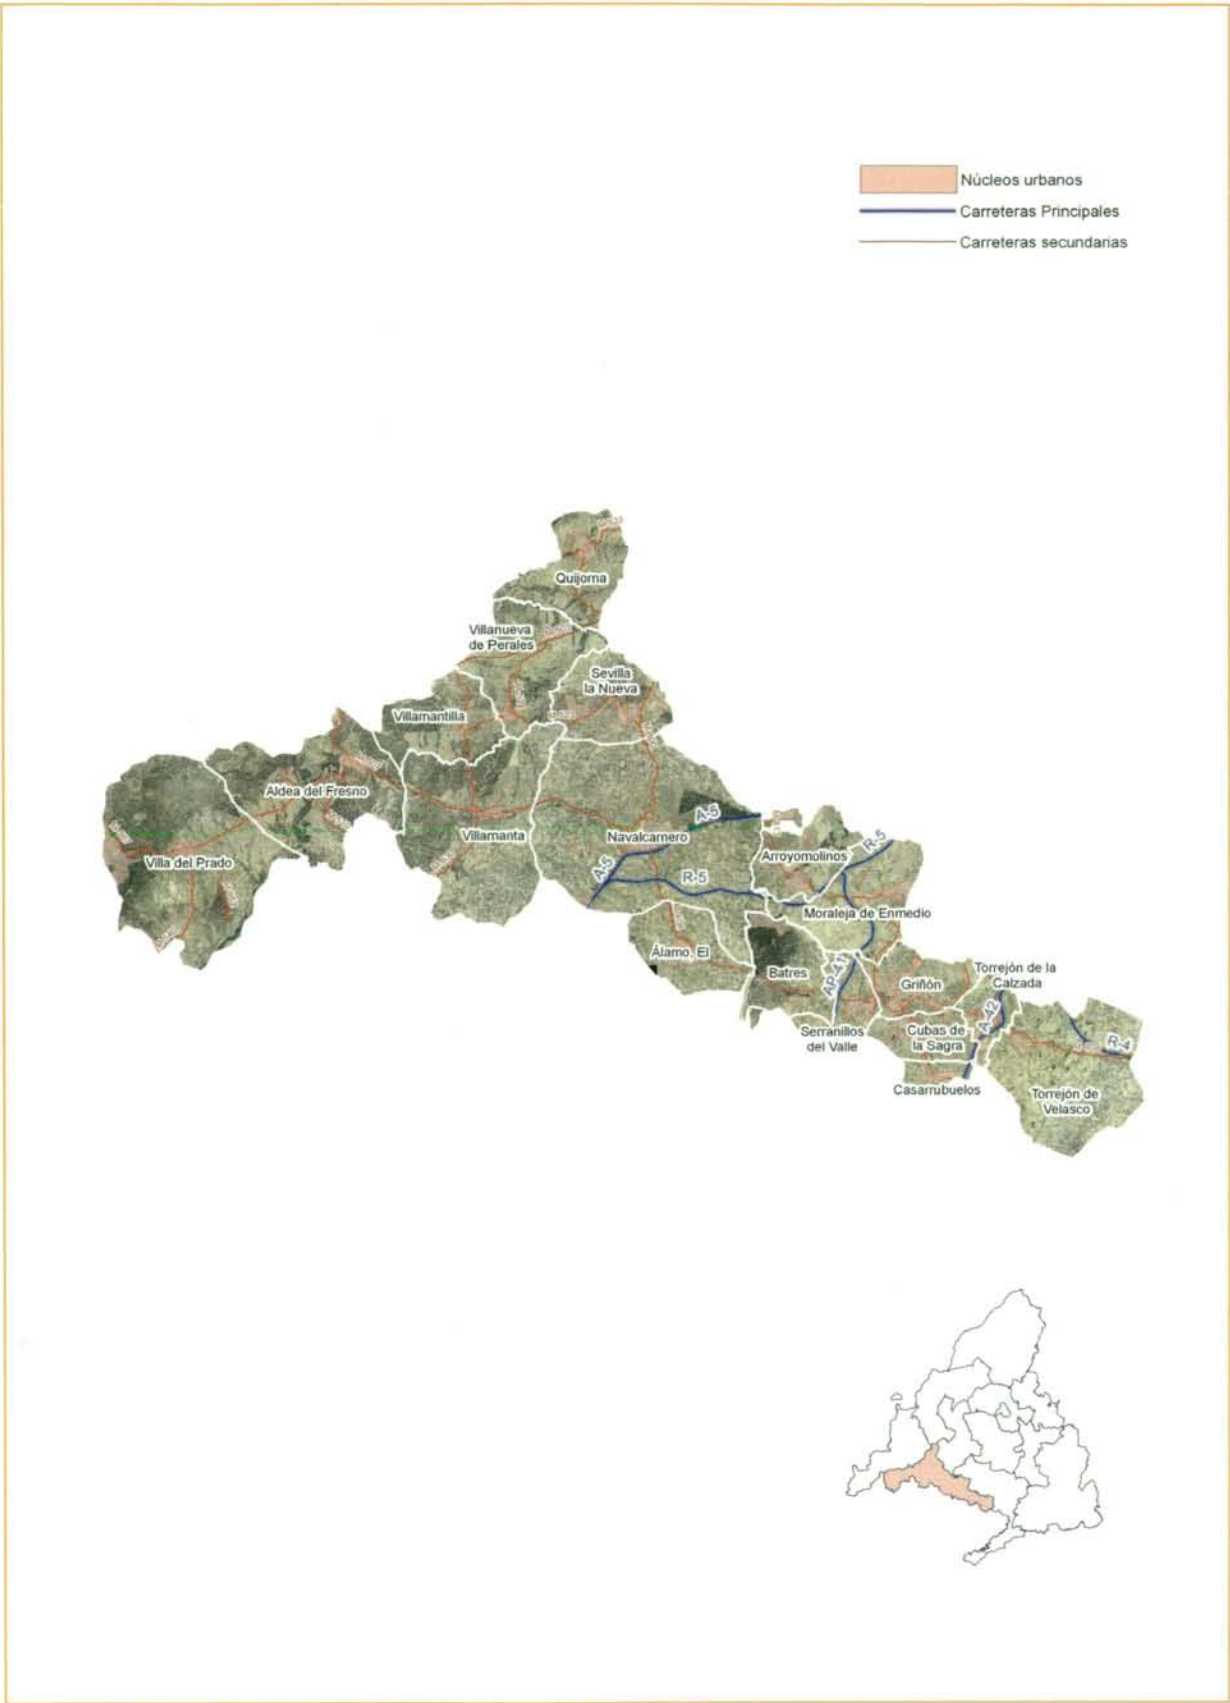 Núcleos urbanos
Carreteras Principales
Carreteras secundarias
Quijorna
Villanueva
de Perales
Sevilla
la Nueva
Villamantilla
Aldea del Fresno
A-5
Villamanta
Navalcarnero
Arroyomolinos
R-5
Villa del Prado
A-5
R-5
Moraleja de Enmedio
Álamo, El
Batres
AP-41
Griñón
Torrejón de la
Calzada
A-42
Serranillos
del Valle
Cubas de
la Sagra
R-4
Casarrubuelos
Torrejón de
Velasco